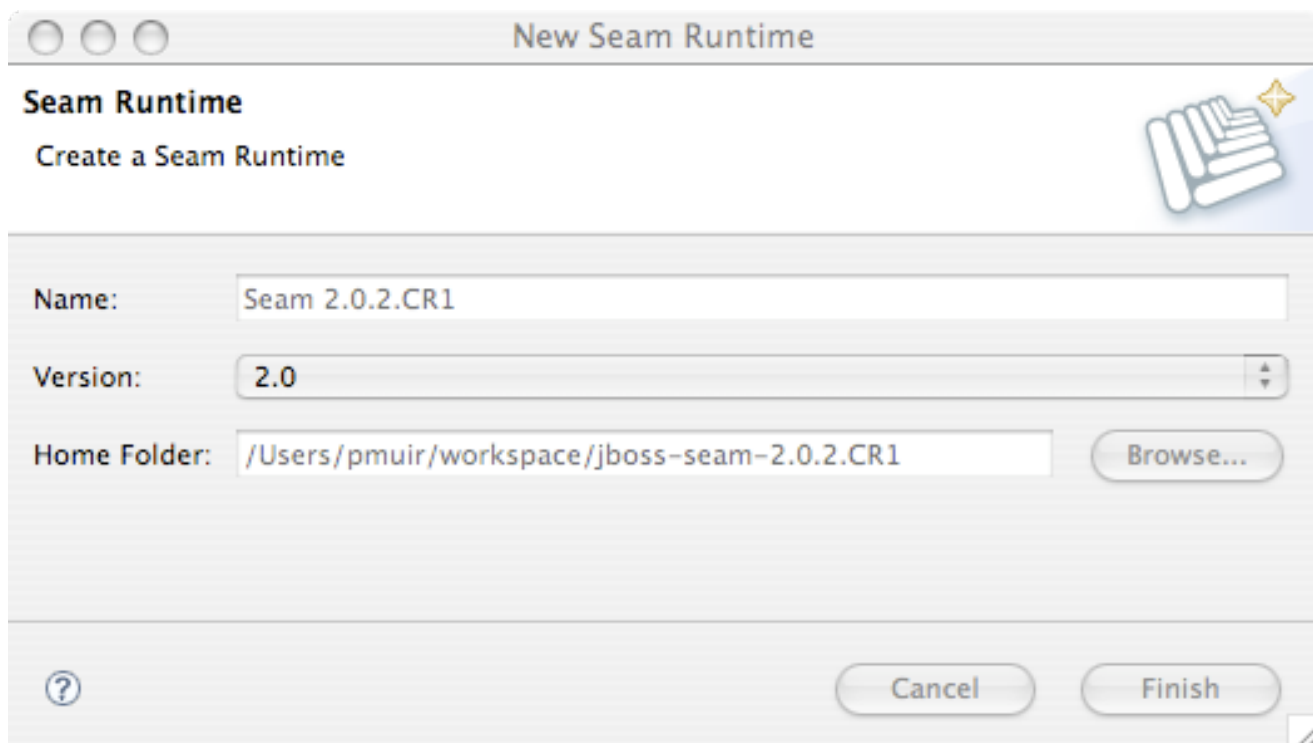 New Seam Runtime
Seam Runtime
Create a Seam Runtime
Name: Seam 2.0.2.CR1
Version: 2.0
Home Folder: /Users/pmuir/workspace/jboss-seam-2.0.2.CR1 Browse...
? Cancel Finish